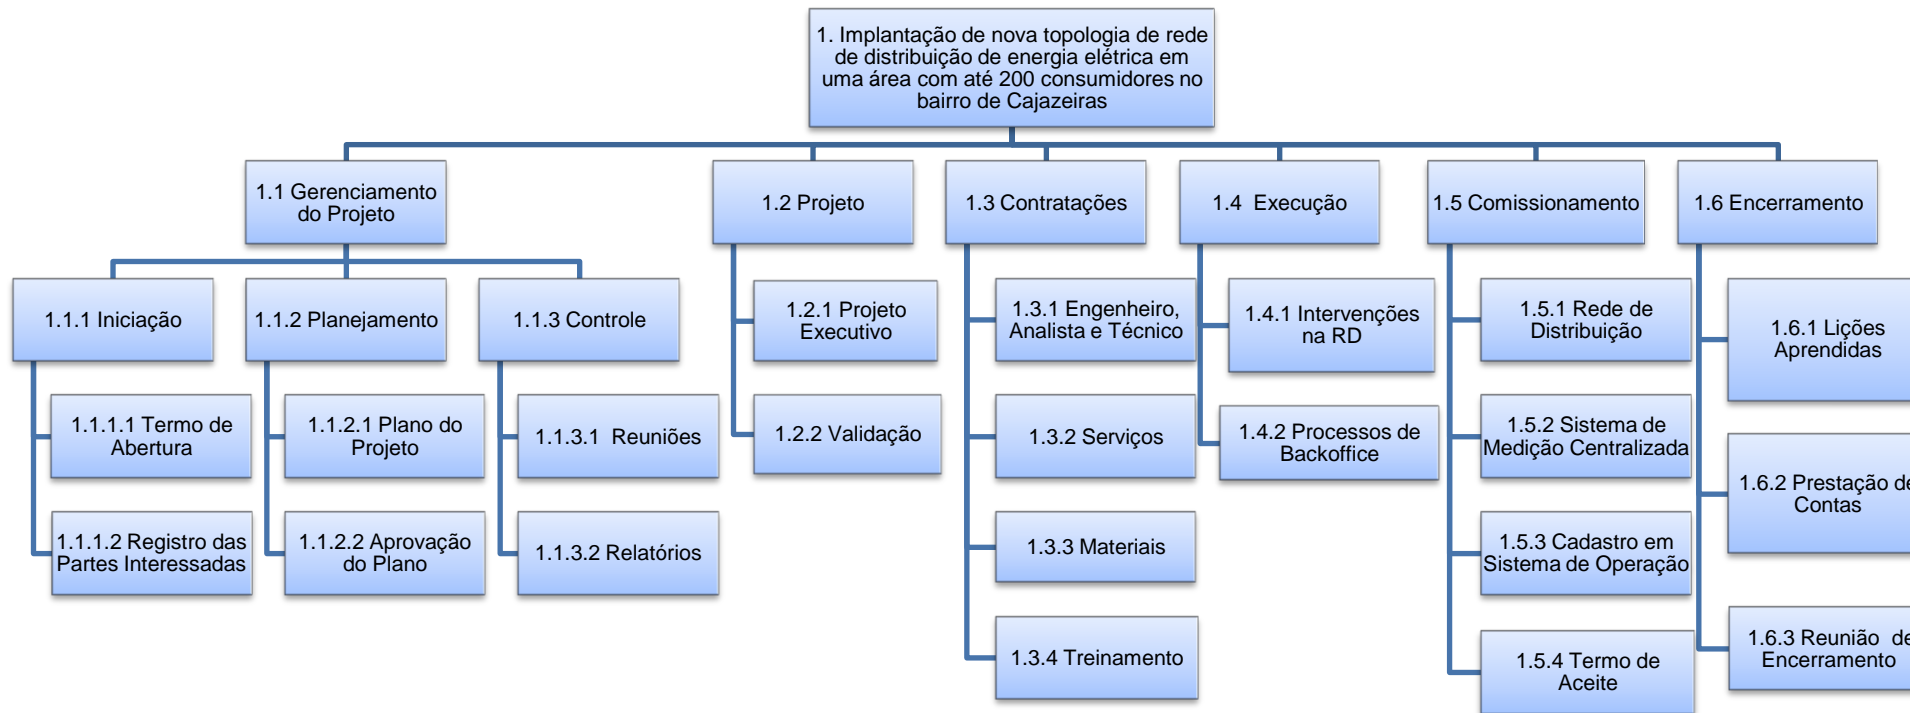 1. Implantação de nova topologia de rede
de distribuição de energia elétrica em
uma área com até 200 consumidores no
bairro de Cajazeiras
1.1 Gerenciamento
do Projeto
1.2 Projeto
1.3 Contratações
1.4 Execução
1.5 Comissionamento
1.6 Encerramento
1.1.1 Iniciação
1.1.2 Planejamento
1.1.3 Controle
1.1.1.1 Termo de
Abertura
1.1.1.2 Registro das
Partes Interessadas
1.1.2.1 Plano do
Projeto
1.1.2.2 Aprovação
do Plano
1.1.3.1 Reuniões
1.1.3.2 Relatórios
1.2.1 Projeto
Executivo
1.2.2 Validação
1.3.1 Engenheiro,
Analista e Técnico
1.3.2 Serviços
1.3.3 Materiais
1.3.4 Treinamento
1.4.1 Intervenções
na RD
1.4.2 Processos de
Backoffice
1.5.1 Rede de
Distribuição
1.5.2 Sistema de
Medição Centralizada
1.5.3 Cadastro em
Sistema de Operação
1.5.4 Termo de
Aceite
1.6.1 Lições
Aprendidas
1.6.2 Prestação de
Contas
1.6.3 Reunião de
Encerramento